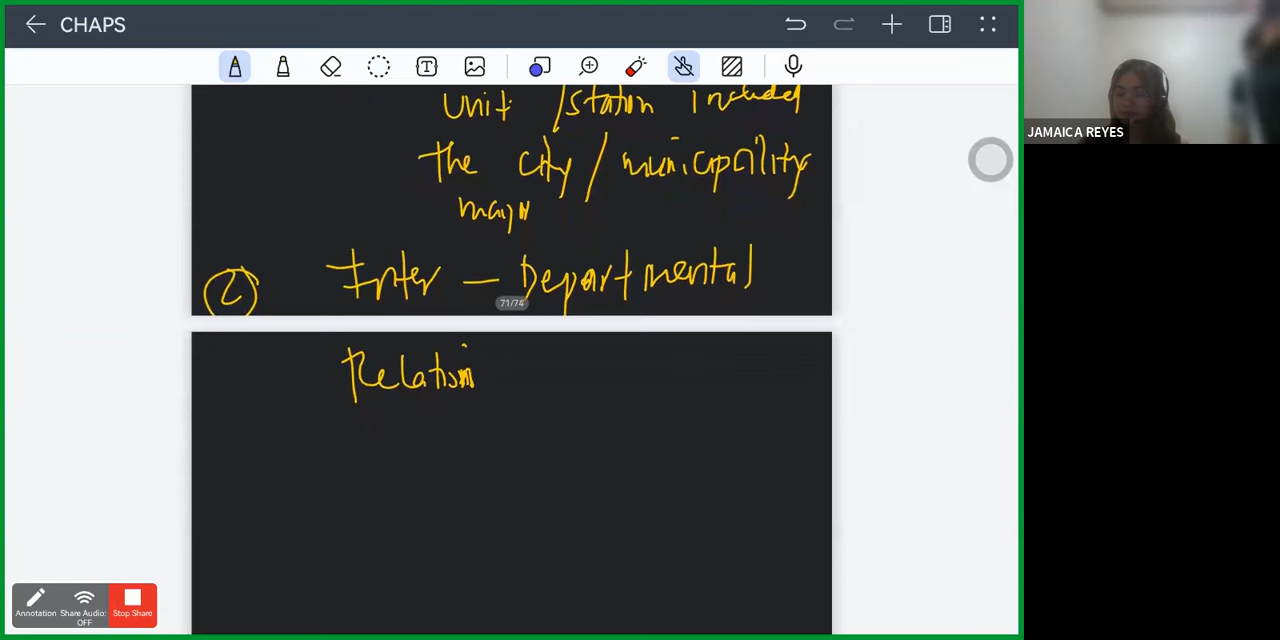 CHAPS
JAMAICA REYES
unit /station included
the city / municipality
mayor
② Inter - Departmental
71/74
Relation
Annotation
Share Audio: OFF
Stop Share